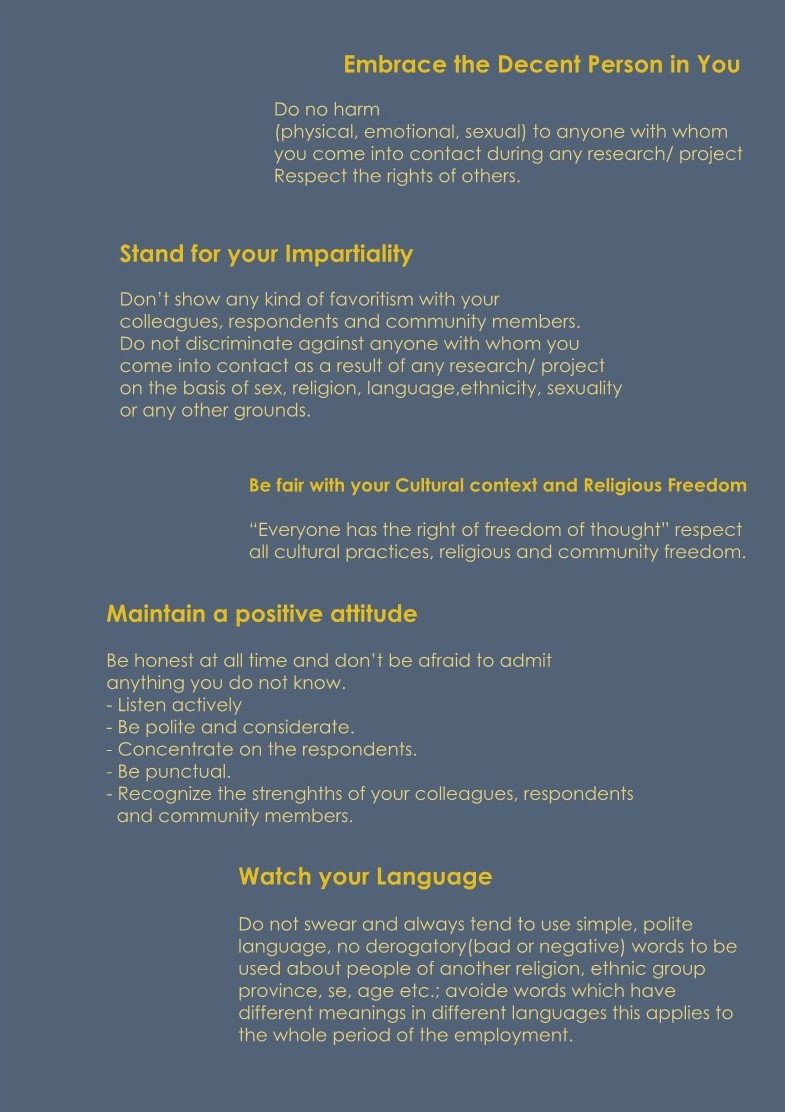 Embrace the Decent Person in You
Do no harm
(physical, emotional, sexual) to anyone with whom
you come into contact during any research/ project
Respect the rights of others.
Stand for your Impartiality
Don't show any kind of favoritism with your
colleagues, respondents and community members.
Do not discriminate against anyone with whom you
come into contact as a result of any research/ project
on the basis of sex, religion, language,ethnicity, sexuality
or any other grounds.
Be fair with your Cultural context and Religious Freedom
“Everyone has the right of freedom of thought” respect
all cultural practices, religious and community freedom.
Maintain a positive attitude
Be honest at all time and don't be afraid to admit
anything you do not know.
- Listen actively
- Be polite and considerate.
- Concentrate on the respondents.
- Be punctual.
- Recognize the strenghths of your colleagues, respondents
and community members.
Watch your Language
Do not swear and always tend to use simple, polite
language, no derogatory(bad or negative) words to be
used about people of another religion, ethnic group
province, se, age etc.; avoide words which have
different meanings in different languages this applies to
the whole period of the employment.